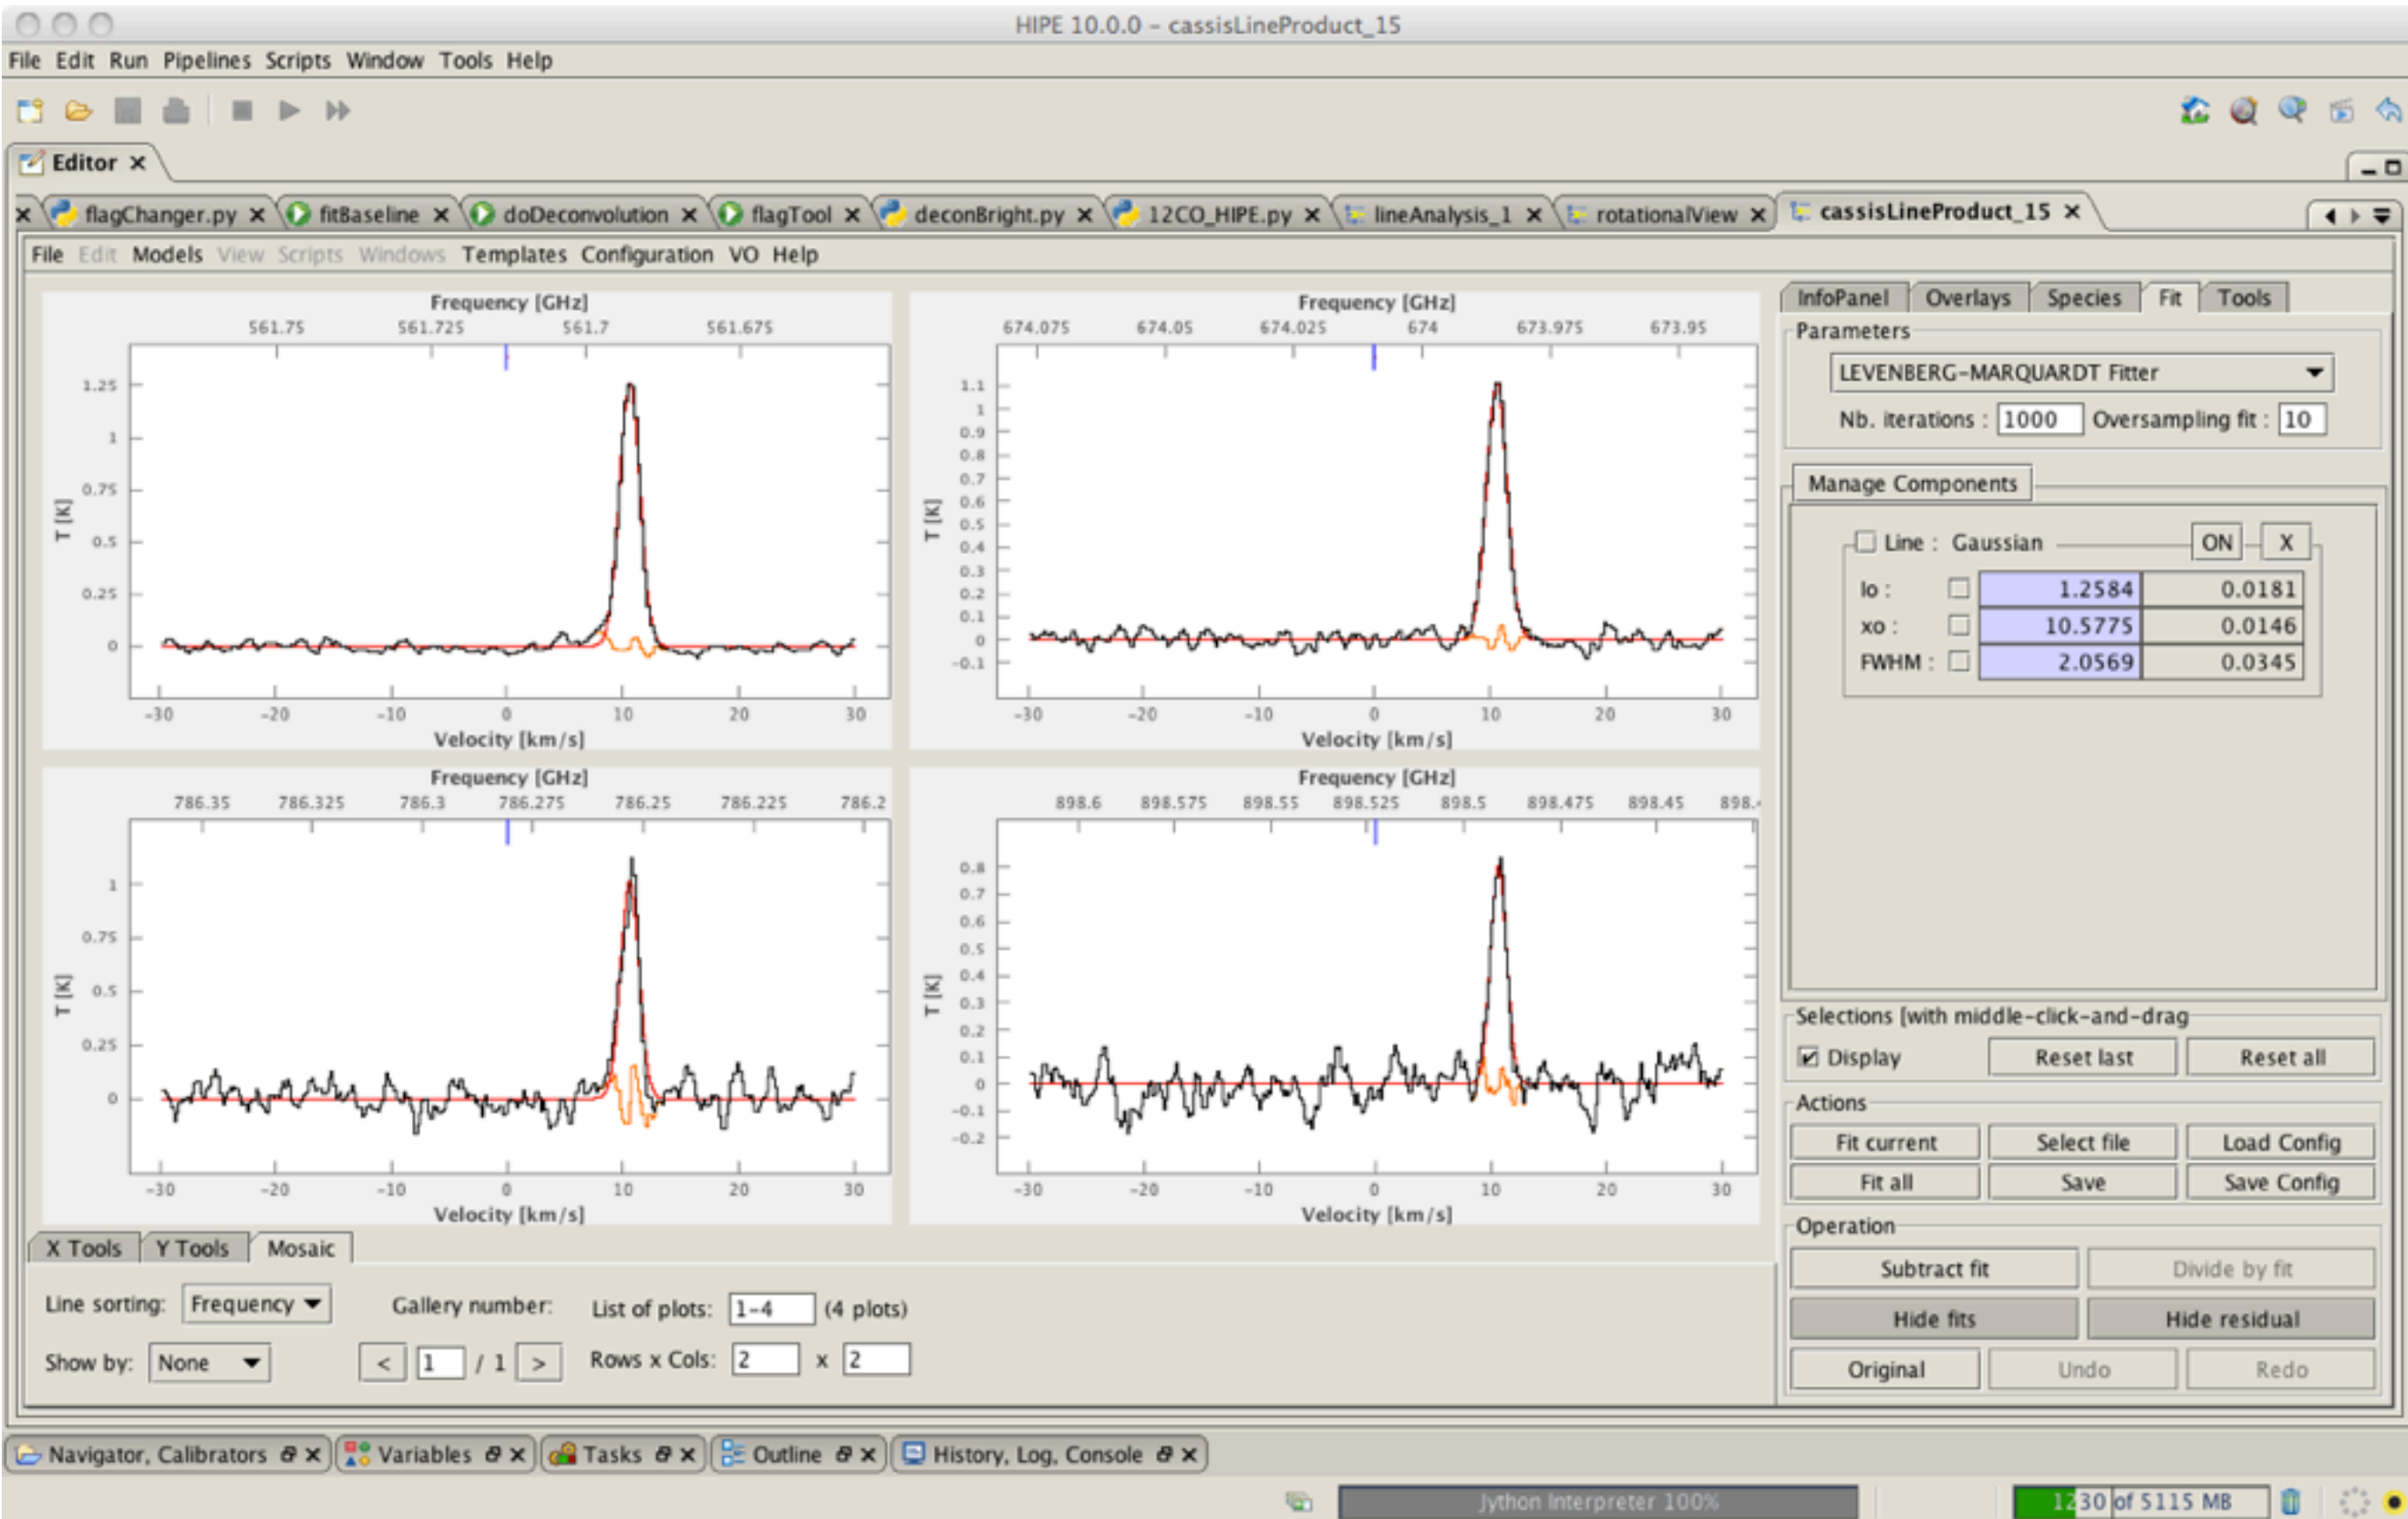 HIPE 10.0.0 - cassisLineProduct_15
File Edit Run Pipelines Scripts Window Tools Help
Editor
flagChanger.py fitBaseline doDeconvolution flagTool deconBright.py 12CO_HIPE.py lineAnalysis_1 rotationalView cassisLineProduct_15
File Edit Models View Scripts Windows Templates Configuration VO Help
Frequency [GHz]
561.75 561.725 561.7 561.675
1.25
1
0.75
0.5
0.25
0
T [K]
-30 -20 -10 0 10 20 30
Velocity [km/s]
Frequency [GHz]
674.075 674.05 674.025 674 673.975 673.95
1.1
1
0.9
0.8
0.7
0.6
0.5
0.4
0.3
0.2
0.1
0
-0.1
T [K]
-30 -20 -10 0 10 20 30
Velocity [km/s]
Frequency [GHz]
786.35 786.325 786.3 786.275 786.25 786.225 786.2
1
0.75
0.5
0.25
0
T [K]
-30 -20 -10 0 10 20 30
Velocity [km/s]
Frequency [GHz]
898.6 898.575 898.55 898.525 898.5 898.475 898.45
0.8
0.7
0.6
0.5
0.4
0.3
0.2
0.1
0
-0.1
-0.2
T [K]
-30 -20 -10 0 10 20 30
Velocity [km/s]
InfoPanel Overlays Species Fit Tools
Parameters
LEVENBERG-MARQUARDT Fitter
Nb. iterations : 1000 Oversampling fit : 10
Manage Components
Line : Gaussian ON X
Io : 1.2584 0.0181
xo : 10.5775 0.0146
FWHM : 2.0569 0.0345
Selections [with middle-click-and-drag
Display Reset last Reset all
Actions
Fit current Select file Load Config
Fit all Save Save Config
Operation
Subtract fit Divide by fit
Hide fits Hide residual
Original Undo Redo
X Tools Y Tools Mosaic
Line sorting: Frequency Gallery number: List of plots: 1-4 (4 plots)
Show by: None < 1 / 1 > Rows x Cols: 2 x 2
Navigator, Calibrators Variables Tasks Outline History, Log, Console
Jython Interpreter 100% 1230 of 5115 MB